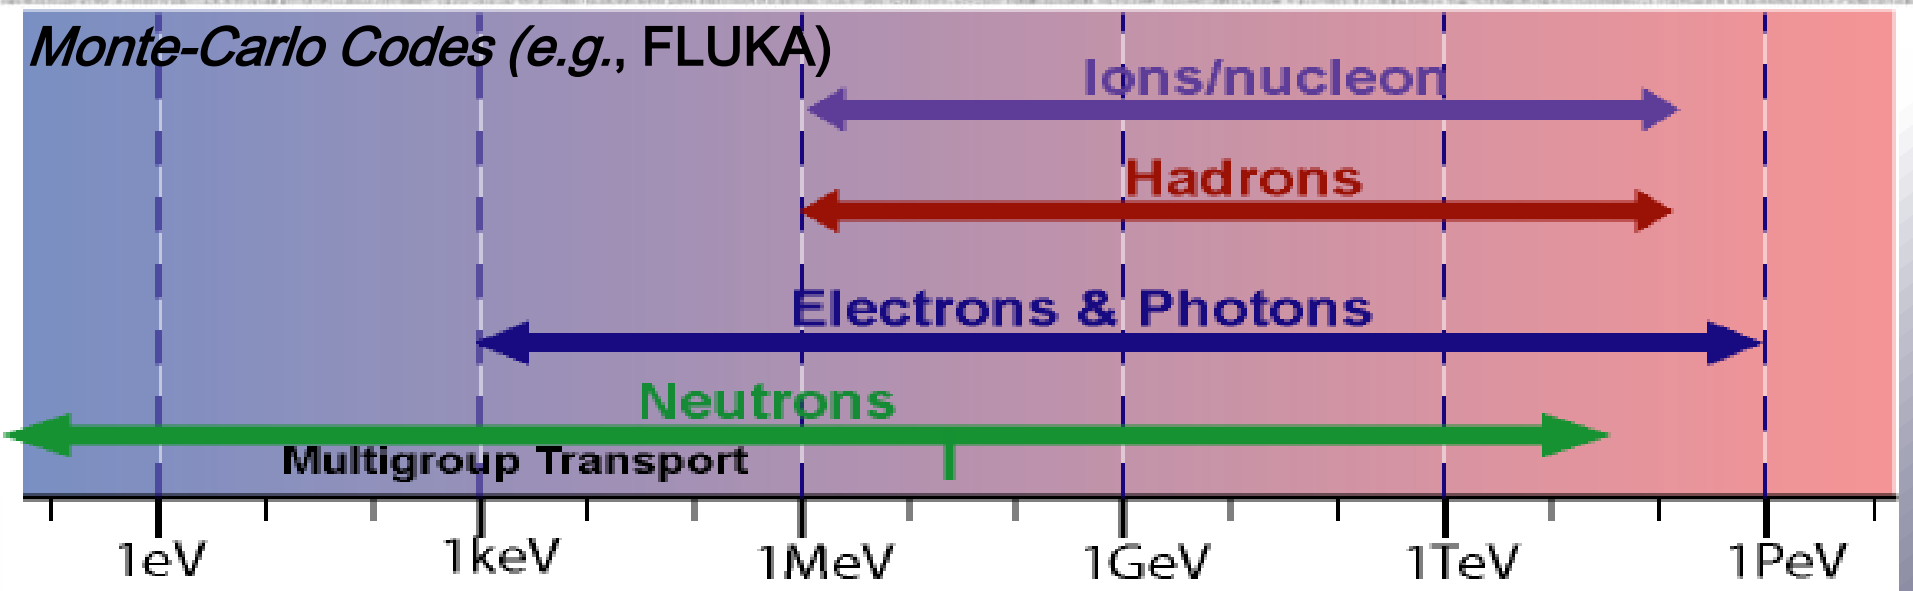 Monte-Carlo Codes (e.g., FLUKA)
Ions/nucleon
Hadrons
Electrons & Photons
Neutrons
Multigroup Transport
1eV 1keV 1MeV 1GeV 1TeV 1PeV